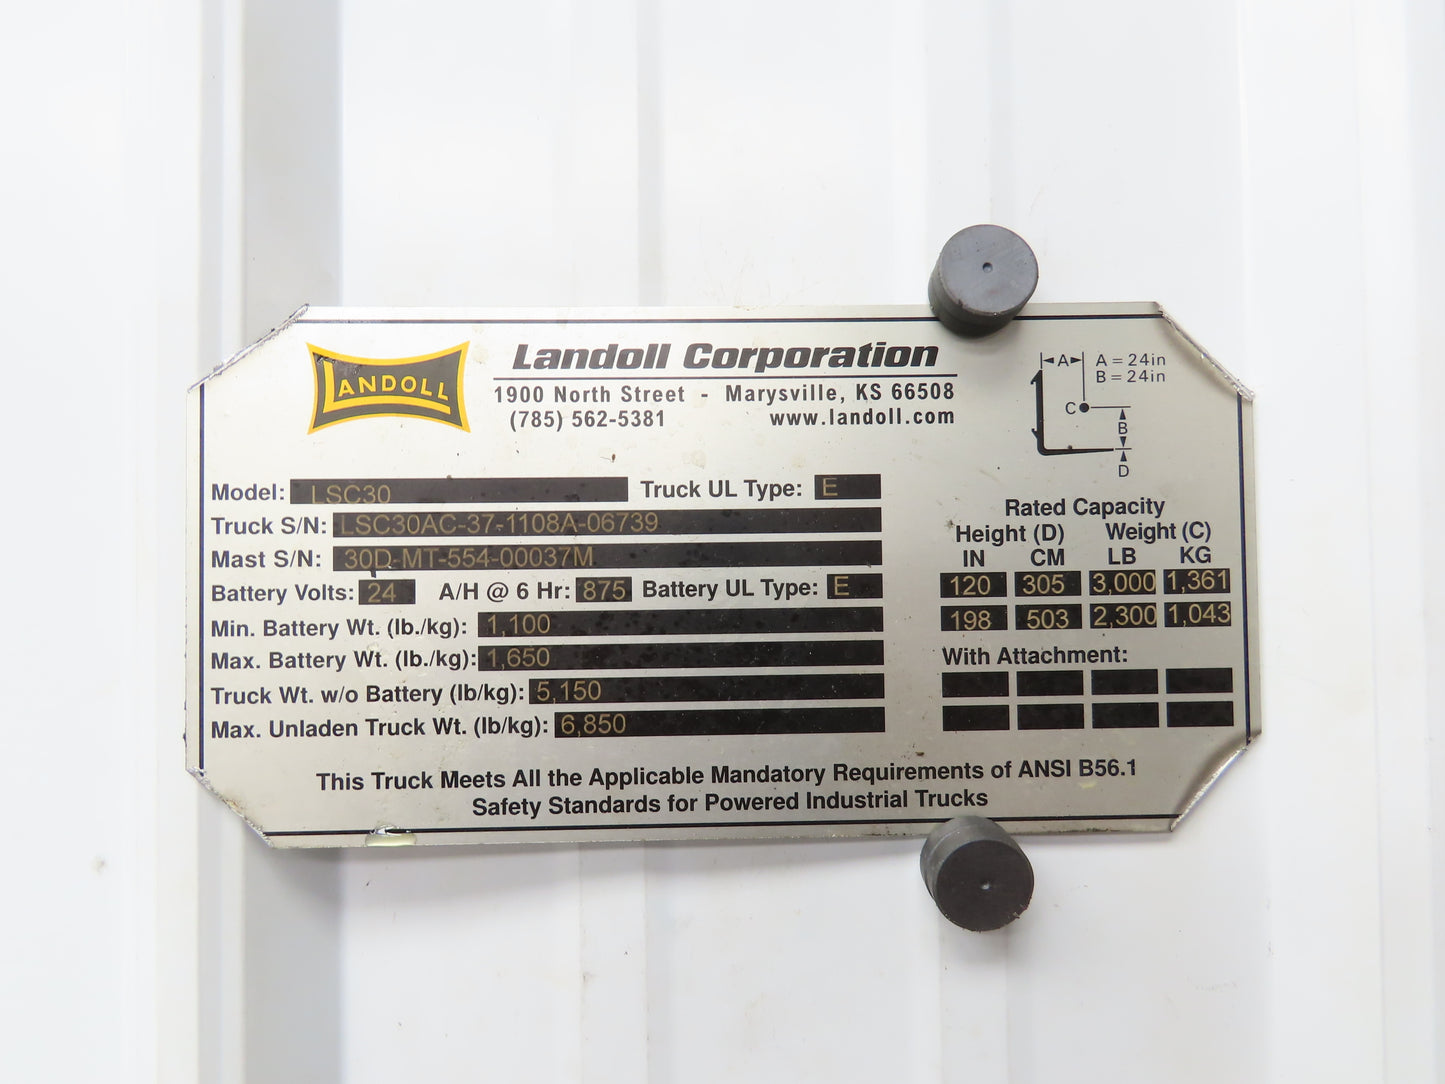 LANDOLL
Landoll Corporation
1900 North Street - Marysville, KS 66508
(785) 562-5381 www.landoll.com
A A = 24in
B = 24in
C
B
D
Model: LSC30 Truck UL Type: E
Truck S/N: LSC30AC-37-1108A-06739
Mast S/N: 30D-MT-554-00037M
Battery Volts: 24 A/H @ 6 Hr: 875 Battery UL Type: E
Min. Battery Wt. (lb./kg): 1,100
Max. Battery Wt. (lb./kg): 1,650
Truck Wt. w/o Battery (lb/kg): 5,150
Max. Unladen Truck Wt. (lb/kg): 6,850
Rated Capacity
Height (D) Weight (C)
IN CM LB KG
120 305 3,000 1,361
198 503 2,300 1,043
With Attachment:
This Truck Meets All the Applicable Mandatory Requirements of ANSI B56.1
Safety Standards for Powered Industrial Trucks